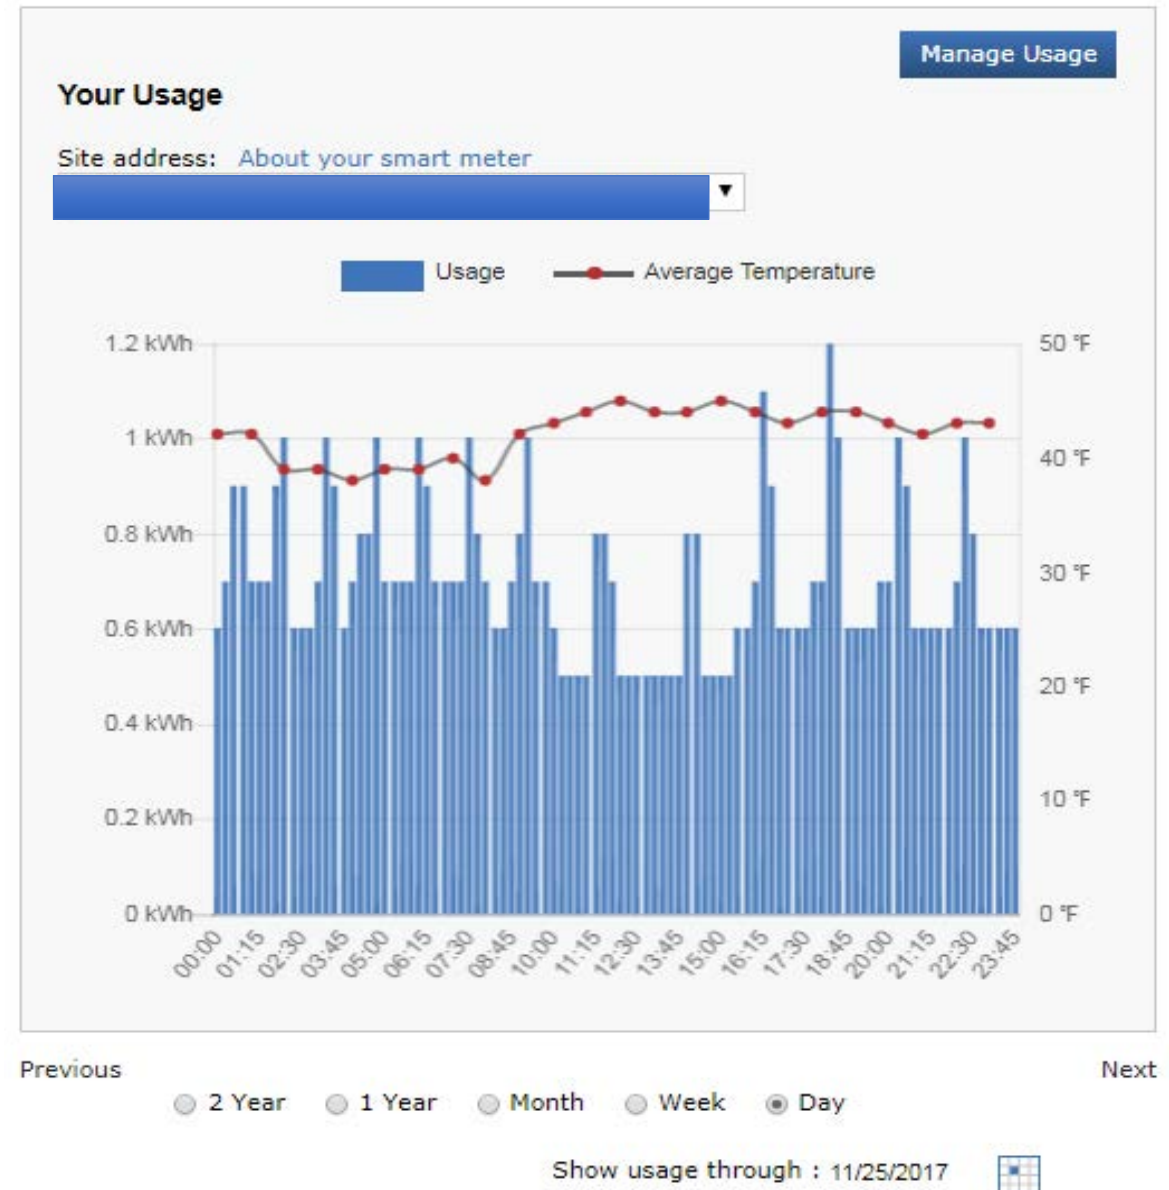 Manage Usage
Your Usage
Site address: About your smart meter
Usage Average Temperature
1.2 kWh 50 °F
1 kWh
40 °F
0.8 kWh
30 °F
0.6 kWh
20 °F
0.4 kWh
10 °F
0.2 kWh
0 kWh 0 °F
00:00 01:15 02:30 03:45 05:00 06:15 07:30 08:45 10:00 11:15 12:30 13:45 15:00 16:15 17:30 18:45 20:00 21:15 22:30 23:45
Previous Next
2 Year 1 Year Month Week Day
Show usage through : 11/25/2017